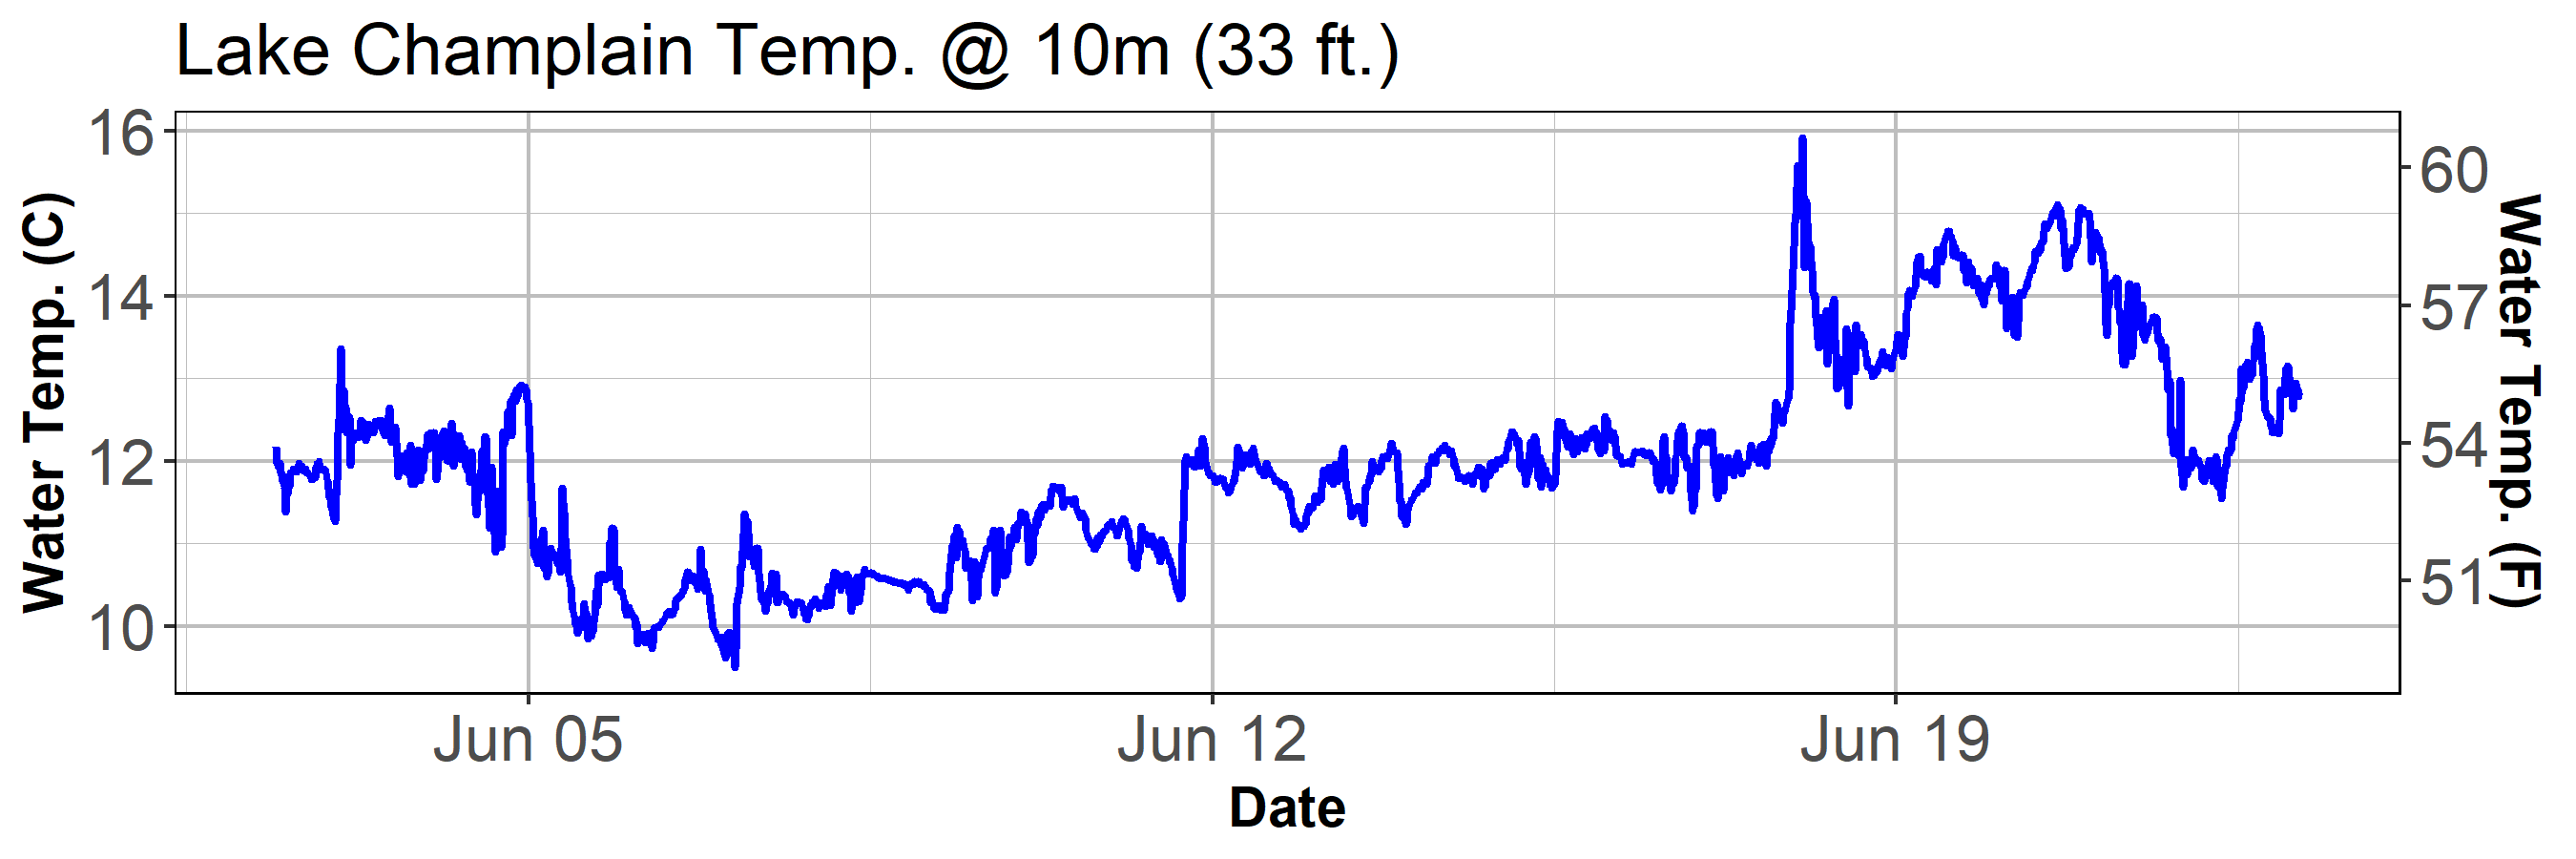 Lake Champlain Temp. @ 10m (33 ft.)
Water Temp. (C)
16
14
12
10
60
57
54
51
Water Temp. (F)
Jun 05
Jun 12
Jun 19
Date